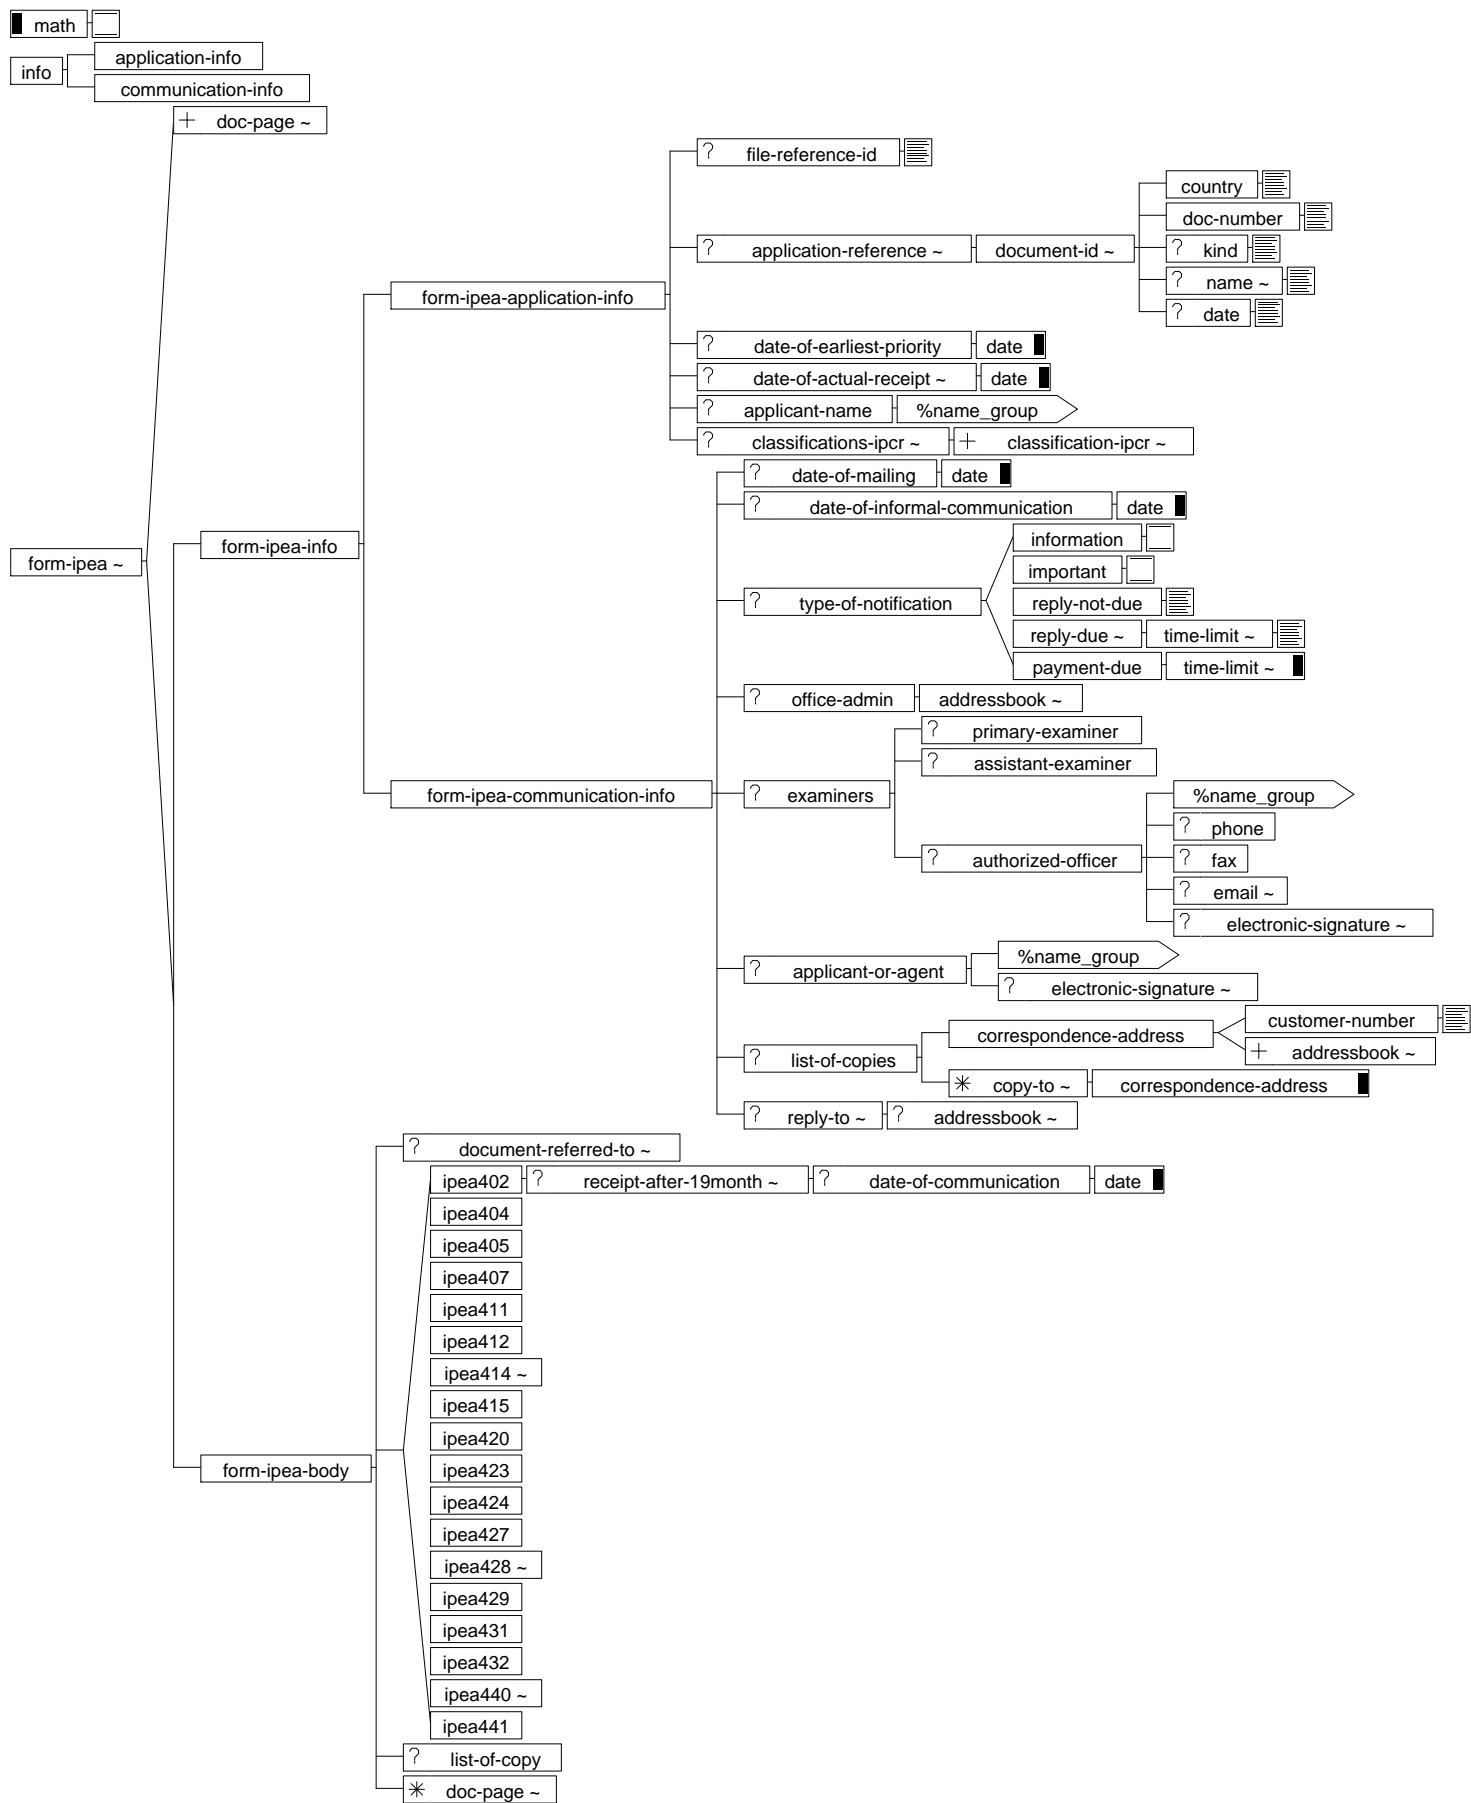 math
application-info
info
communication-info
+ doc-page ~
? file-reference-id
country
doc-number
? application-reference ~ document-id ~ ? kind
? name ~
form-ipea-application-info
? date
? date-of-earliest-priority date
? date-of-actual-receipt ~ date
? applicant-name %name_group
? classifications-ipcr ~ + classification-ipcr ~
? date-of-mailing date
? date-of-informal-communication date
information
form-ipea-info
form-ipea ~
important
? type-of-notification reply-not-due
reply-due ~ time-limit ~
payment-due time-limit ~
? office-admin addressbook ~
? primary-examiner
? assistant-examiner
form-ipea-communication-info ? examiners %name_group
? phone
? authorized-officer ? fax
? email ~
? electronic-signature ~
%name_group
? applicant-or-agent
? electronic-signature ~
customer-number
correspondence-address
+ addressbook ~
? list-of-copies
* copy-to ~ correspondence-address
? reply-to ~ ? addressbook ~
? document-referred-to ~
ipea402 ? receipt-after-19month ~ ? date-of-communication date
ipea404
ipea405
ipea407
ipea411
ipea412
ipea414 ~
ipea415
ipea420
form-ipea-body ipea423
ipea424
ipea427
ipea428 ~
ipea429
ipea431
ipea432
ipea440 ~
ipea441
? list-of-copy
* doc-page ~